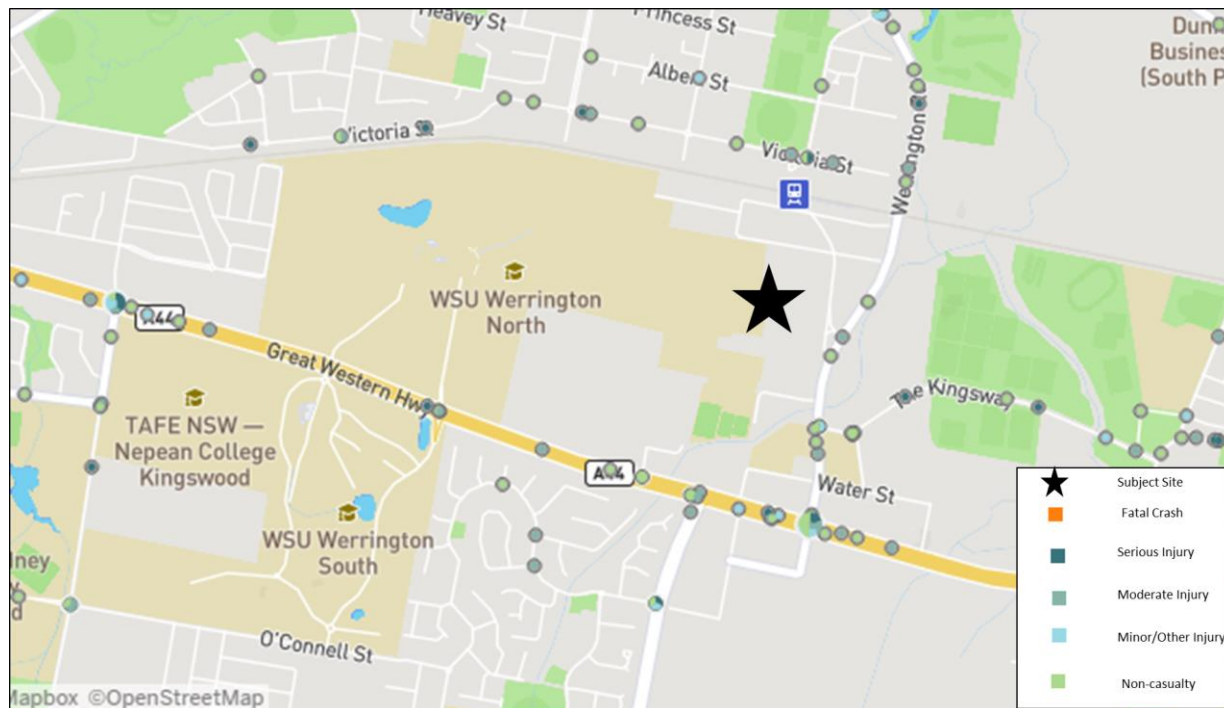 Heavey St
Princess St
Albert St
Victoria St
Victoria St
Business
(South P
WSU Werrington
North
A44
Great Western Hwy
The Kingsway
TAFE NSW —
Nepean College
Kingswood
A44
Water St
WSU Werrington
South
O'Connell St
Mapbox ©OpenStreetMap
Subject Site
Fatal Crash
Serious Injury
Moderate Injury
Minor/Other Injury
Non-casualty